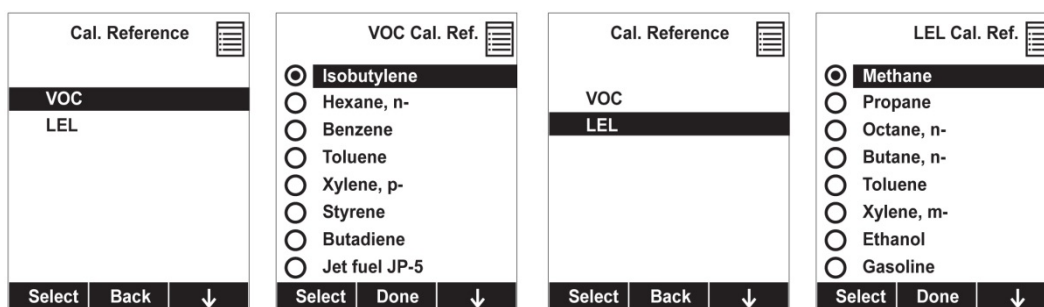 Cal. Reference
VOC
LEL
Select Back ↓
VOC Cal. Ref.
Isobutylene
Hexane, n-
Benzene
Toluene
Xylene, p-
Styrene
Butadiene
Jet fuel JP-5
Select Done ↓
Cal. Reference
VOC
LEL
Select Back ↓
LEL Cal. Ref.
Methane
Propane
Octane, n-
Butane, n-
Toluene
Xylene, m-
Ethanol
Gasoline
Select Done ↓